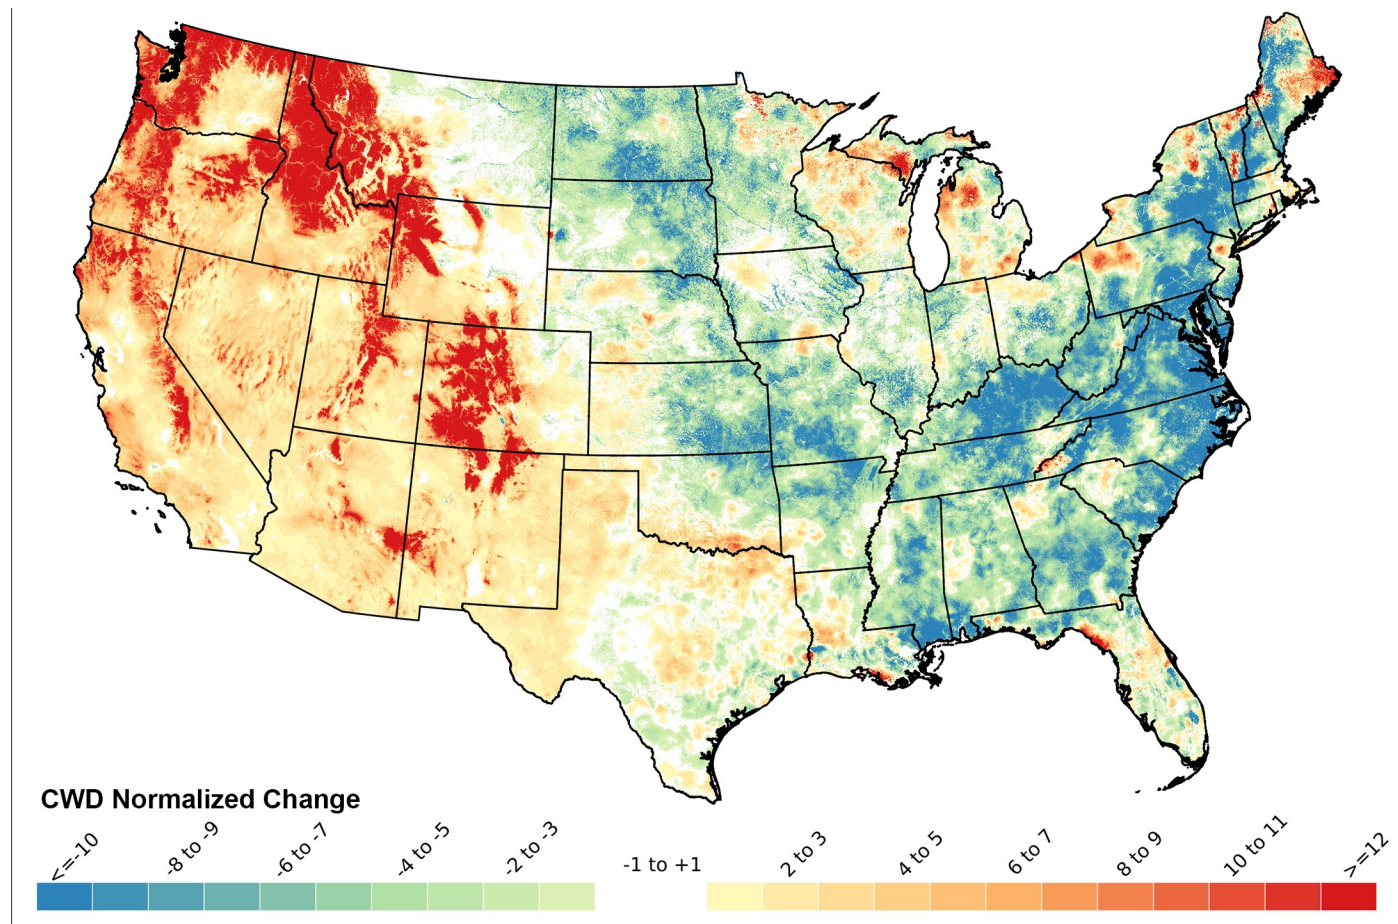 CWD Normalized Change
<=-10
-8 to -9
-6 to -7
-4 to -5
-2 to -3
-1 to +1
2 to 3
4 to 5
6 to 7
8 to 9
10 to 11
>=12